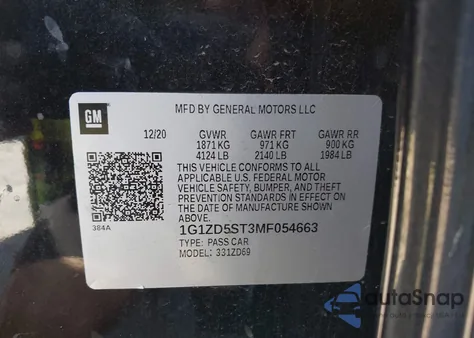 GM
MFD BY GENERAL MOTORS LLC
12/20 GVWR GAWR FRT GAWR RR
1871 KG 971 KG 900 KG
4124 LB 2140 LB 1984 LB
THIS VEHICLE CONFORMS TO ALL
APPLICABLE U.S. FEDERAL MOTOR
VEHICLE SAFETY, BUMPER, AND THEFT
PREVENTION STANDARDS IN EFFECT ON THE
DATE OF MANUFACTURE SHOWN ABOVE.
384A
1G1ZD5ST3MF054663
TYPE: PASS CAR
MODEL: 331ZD69
autoSnap